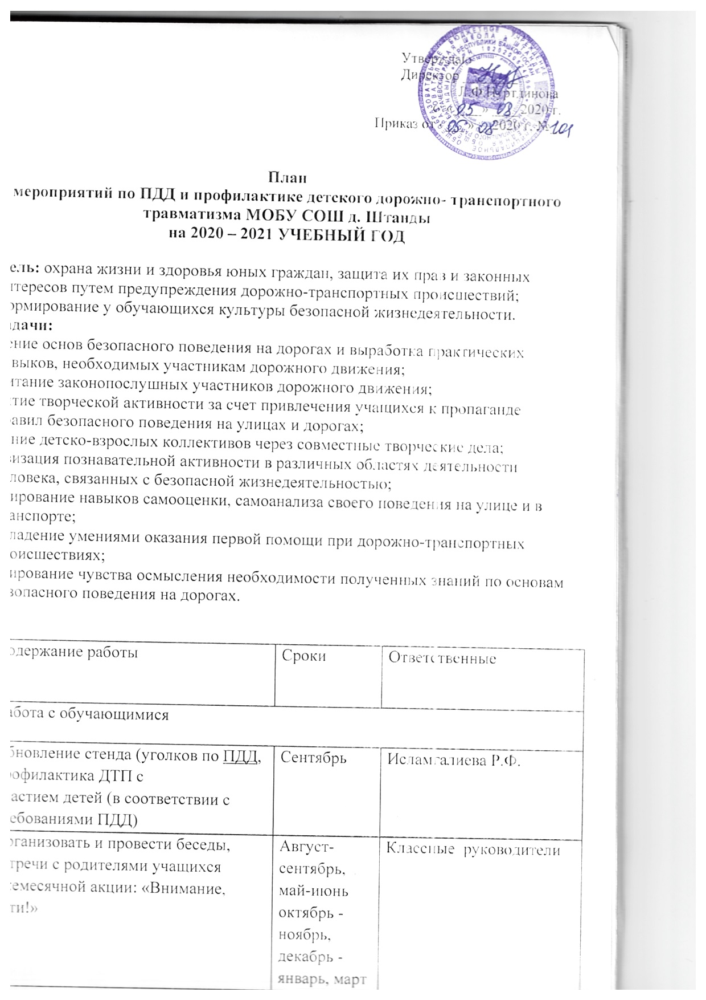 Утверждаю
Директор
Л.Ф.Нуртдинова
«05» 08 2020 г.
Приказ от «05» 08 2020 г. №101
План
мероприятий по ПДД и профилактике детского дорожно- транспортного
травматизма МОБУ СОШ д. Штанды
на 2020 – 2021 УЧЕБНЫЙ ГОД
ель: охрана жизни и здоровья юных граждан, защита их прав и законных
нтересов путем предупреждения дорожно-транспортных происшествий;
ормирование у обучающихся культуры безопасной жизнедеятельности.
дачи:
ение основ безопасного поведения на дорогах и выработка практических
выков, необходимых участникам дорожного движения;
итание законопослушных участников дорожного движения;
тие творческой активности за счет привлечения учащихся к пропаганде
авил безопасного поведения на улицах и дорогах;
ние детско-взрослых коллективов через совместные творческие дела;
изация познавательной активности в различных областях деятельности
ловека, связанных с безопасной жизнедеятельностью;
ирование навыков самооценки, самоанализа своего поведения на улице и в
анспорте;
ладение умениями оказания первой помощи при дорожно-транспортных
оисшествиях;
ирование чувства осмысления необходимости полученных знаний по основам
зопасного поведения на дорогах.
одержание работы Сроки Ответственные
абота с обучающимися
бновление стенда (уголков по ПДД, Сентябрь Исламгалиева Р.Ф.
рофилактика ДТП с
астием детей (в соответствии с
ебованиями ПДД)
рганизовать и провести беседы, Август- Классные руководители
тречи с родителями учащихся сентябрь,
емесячной акции: «Внимание, май-июнь
ти!» октябрь -
ноябрь,
декабрь -
январь, март